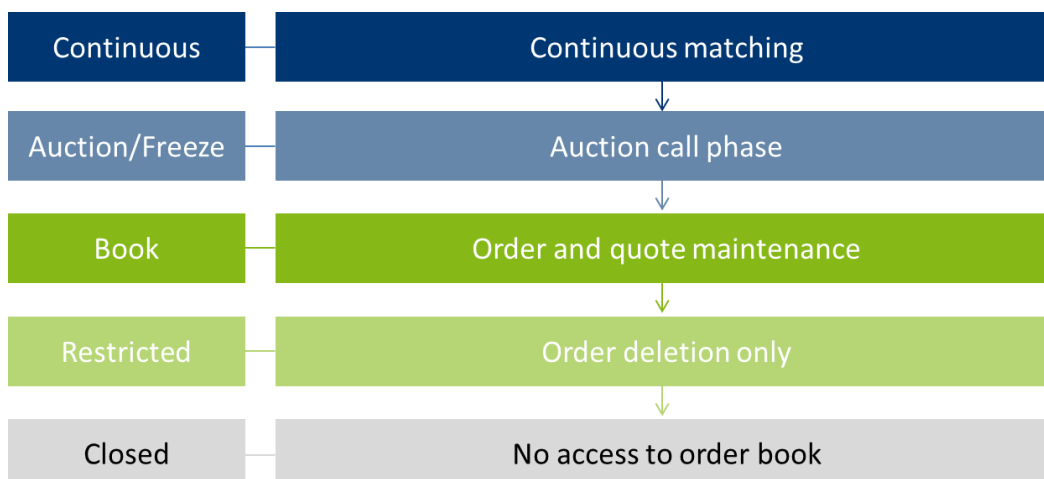 Continuous
Continuous matching
Auction/Freeze
Auction call phase
Book
Order and quote maintenance
Restricted
Order deletion only
Closed
No access to order book